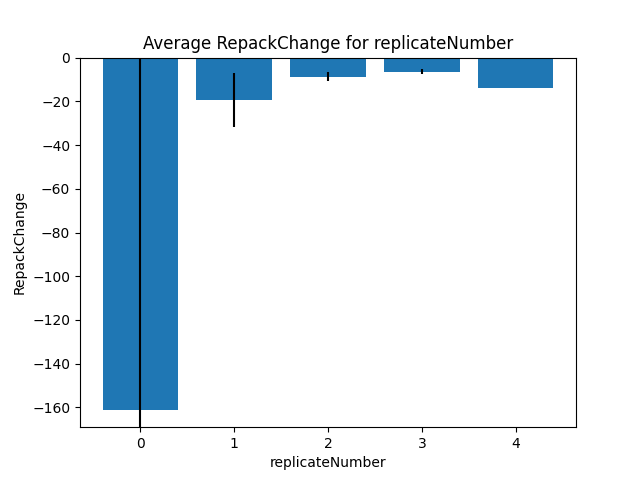 Average RepackChange for replicateNumber
0
−20
−40
−60
−80
−100
−120
−140
−160
RepackChange
0 1 2 3 4
replicateNumber